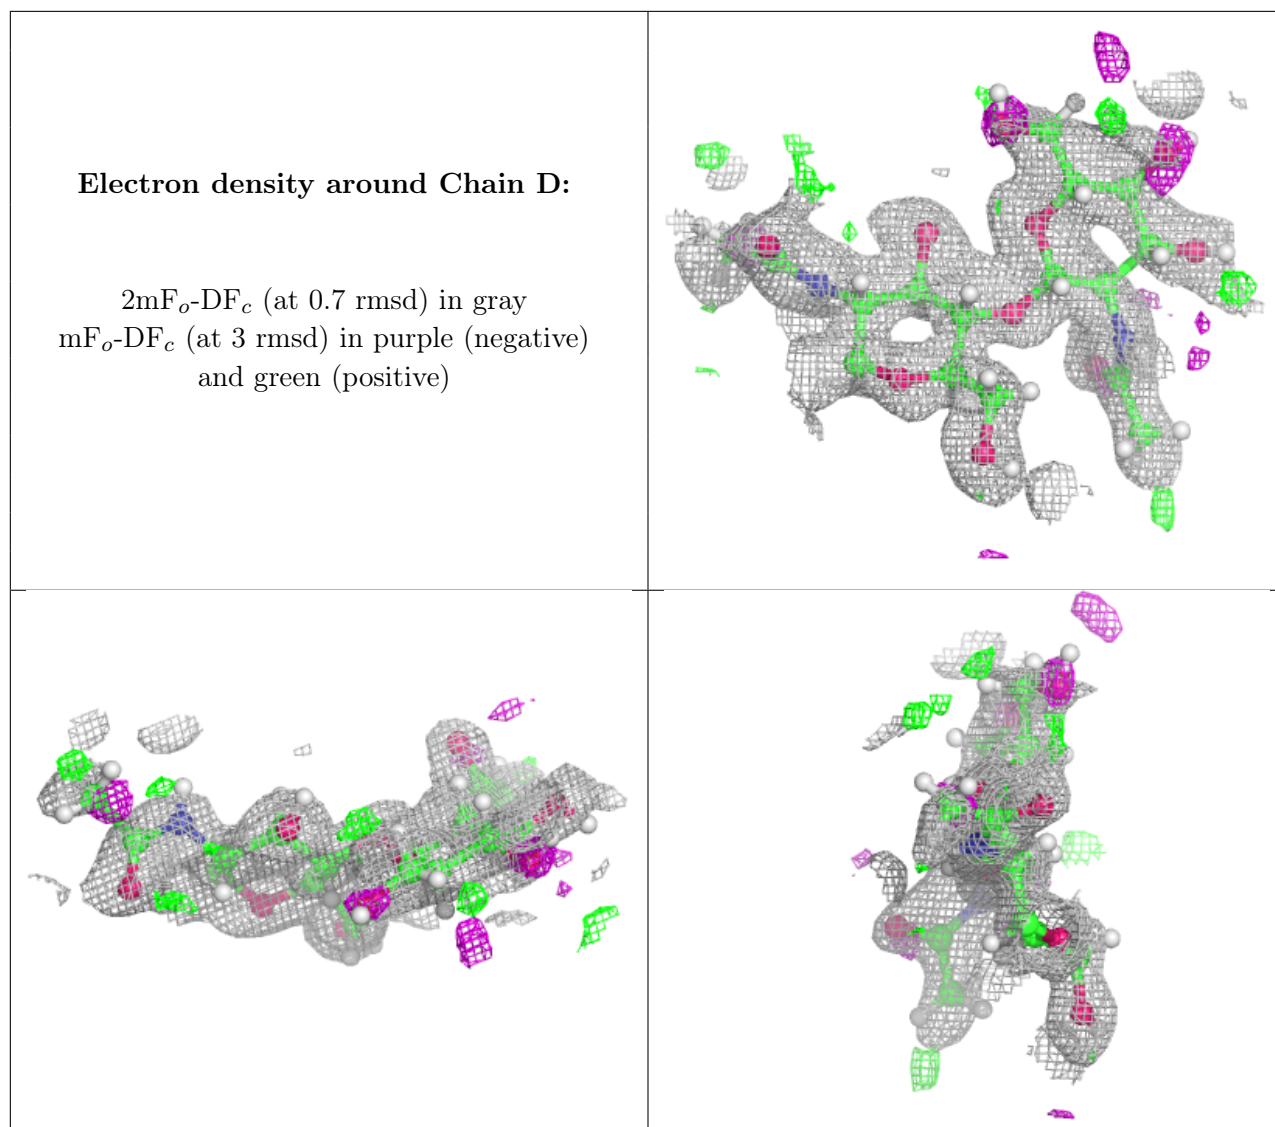 Electron density around Chain D:
2mFₒ-DF𝒸 (at 0.7 rmsd) in gray
mFₒ-DF𝒸 (at 3 rmsd) in purple (negative)
and green (positive)